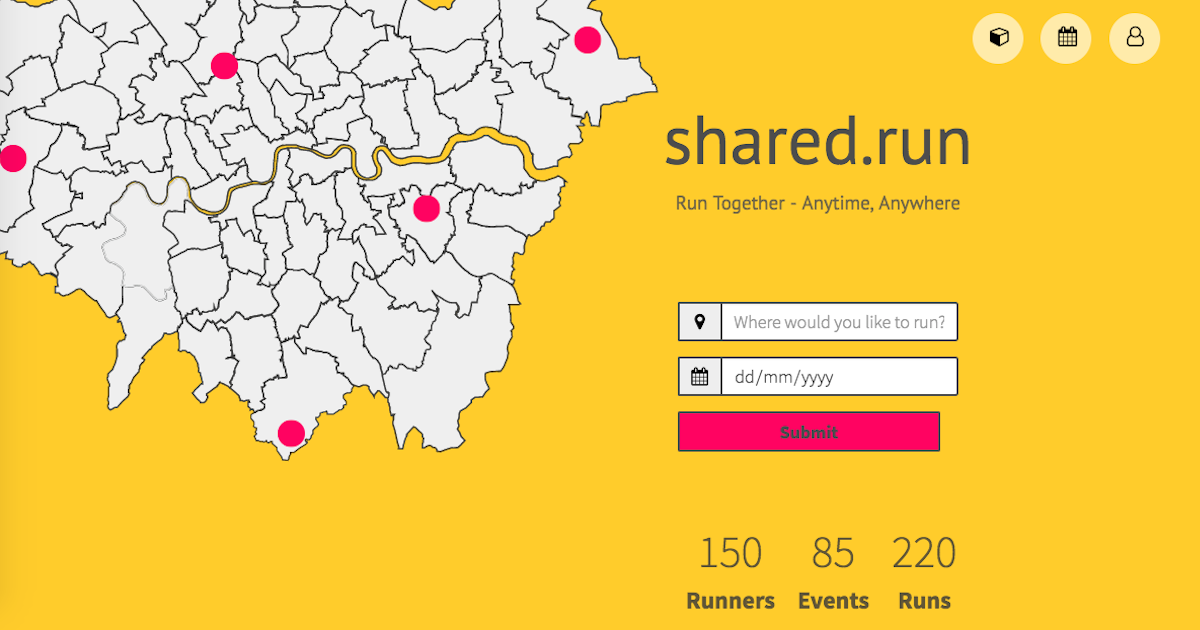 shared.run
Run Together - Anytime, Anywhere
Where would you like to run?
dd/mm/yyyy
Submit
150 85 220
Runners Events Runs